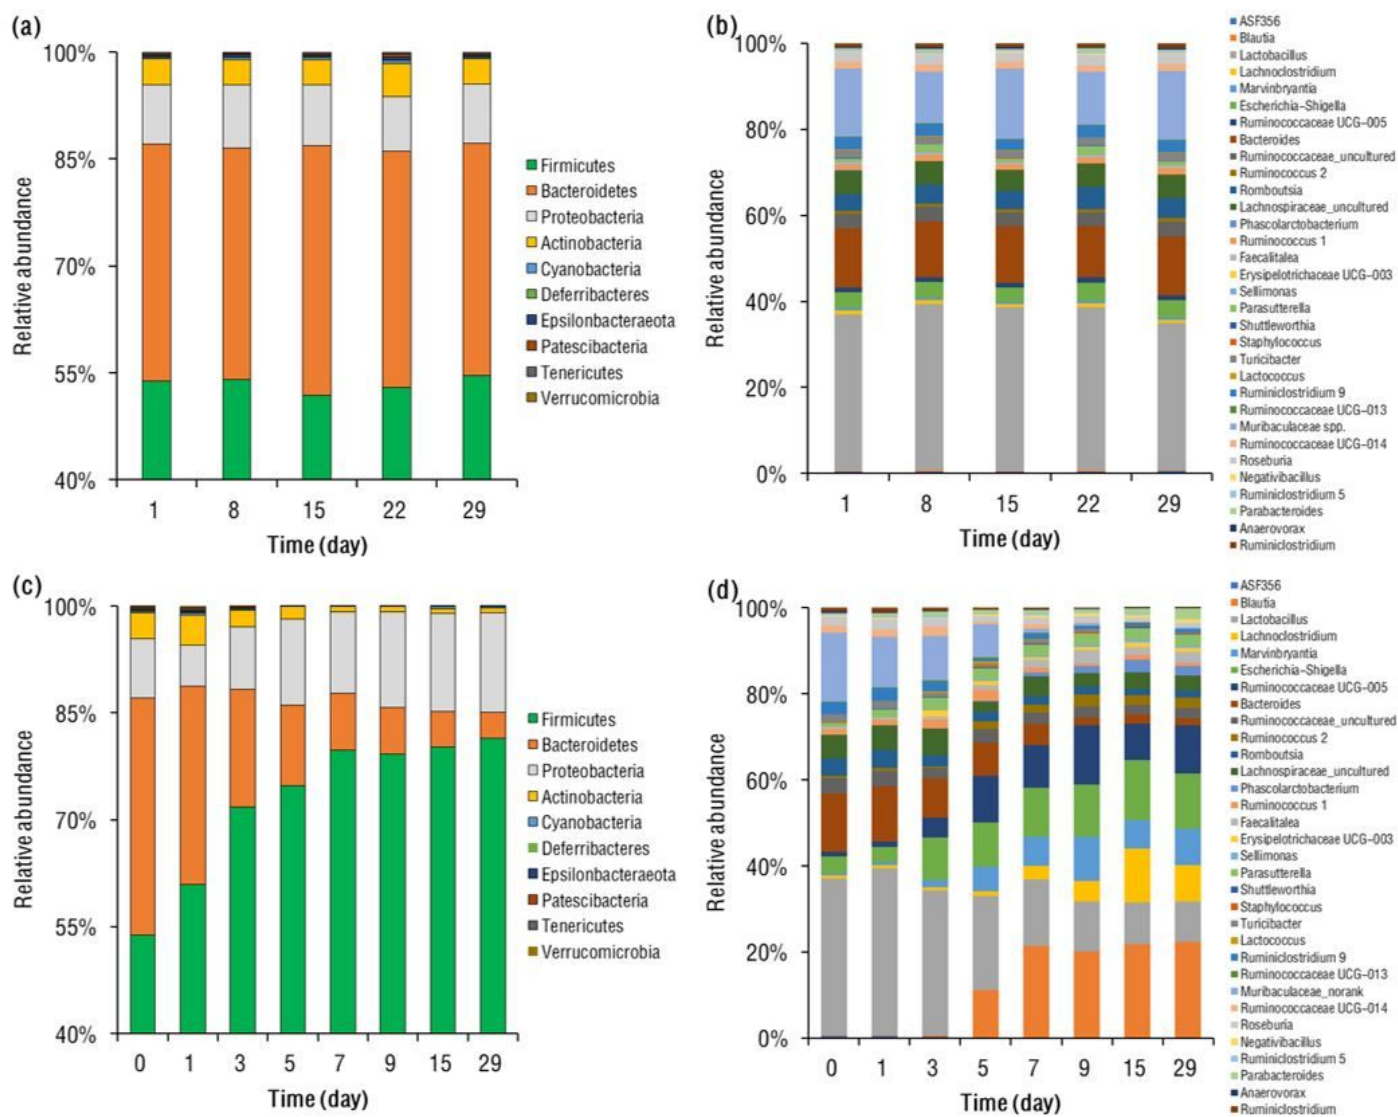 (a)
100%
85%
70%
55%
40%
Relative abundance
1 8 15 22 29
Time (day)
Firmicutes
Bacteroidetes
Proteobacteria
Actinobacteria
Cyanobacteria
Deferribacteres
Epsilonbacteraeota
Patescibacteria
Tenericutes
Verrucomicrobia
(b)
100%
80%
60%
40%
20%
0%
Relative abundance
1 8 15 22 29
Time (day)
ASF356
Blautia
Lactobacillus
Lachnoclostridium
Marvinbryantia
Escherichia-Shigella
Ruminococcaceae UCG-005
Bacteroides
Ruminococcaceae_uncultured
Ruminococcus 2
Romboutsia
Lachnospiraceae_uncultured
Phascolarctobacterium
Ruminococcus 1
Faecalitalea
Erysipelotrichaceae UCG-003
Sellimonas
Parasutterella
Shuttleworthia
Staphylococcus
Turicibacter
Lactococcus
Ruminiclostridium 9
Ruminococcaceae UCG-013
Muribaculaceae spp.
Ruminococcaceae UCG-014
Roseburia
Negativibacillus
Ruminiclostridium 5
Parabacteroides
Anaerovorax
Ruminiclostridium
(c)
100%
85%
70%
55%
40%
Relative abundance
0 1 3 5 7 9 15 29
Time (day)
Firmicutes
Bacteroidetes
Proteobacteria
Actinobacteria
Cyanobacteria
Deferribacteres
Epsilonbacteraeota
Patescibacteria
Tenericutes
Verrucomicrobia
(d)
100%
80%
60%
40%
20%
0%
Relative abundance
0 1 3 5 7 9 15 29
Time (day)
ASF356
Blautia
Lactobacillus
Lachnoclostridium
Marvinbryantia
Escherichia-Shigella
Ruminococcaceae UCG-005
Bacteroides
Ruminococcaceae_uncultured
Ruminococcus 2
Romboutsia
Lachnospiraceae_uncultured
Phascolarctobacterium
Ruminococcus 1
Faecalitalea
Erysipelotrichaceae UCG-003
Sellimonas
Parasutterella
Shuttleworthia
Staphylococcus
Turicibacter
Lactococcus
Ruminiclostridium 9
Ruminococcaceae UCG-013
Muribaculaceae_norank
Ruminococcaceae UCG-014
Roseburia
Negativibacillus
Ruminiclostridium 5
Parabacteroides
Anaerovorax
Ruminiclostridium